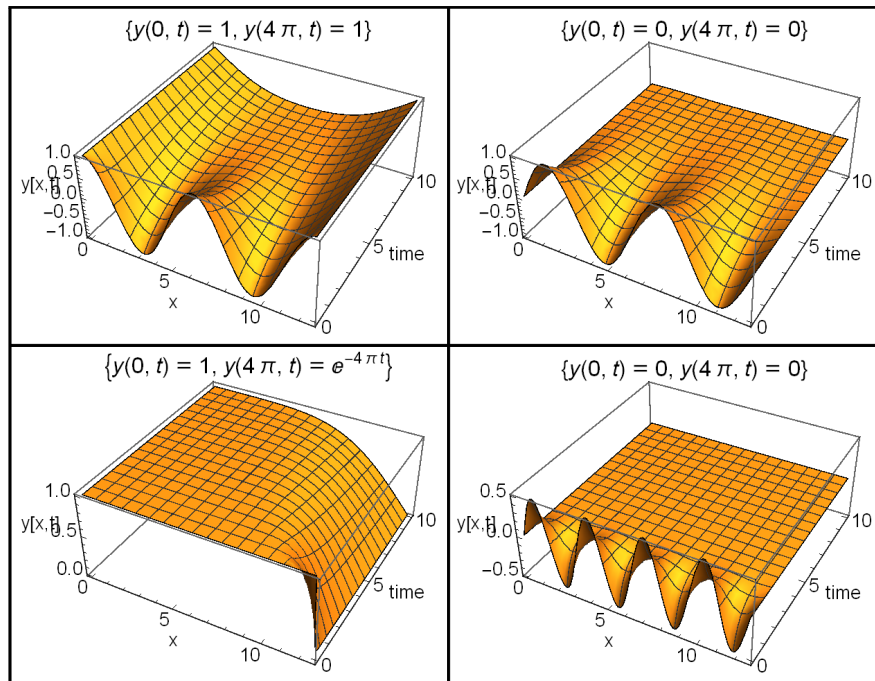 {y(0, t) = 1, y(4 π, t) = 1}
1.0
0.5
0.0
-0.5
-1.0
y[x,t]
0
5
10
x
0
5
10
time
{y(0, t) = 0, y(4 π, t) = 0}
1.0
0.5
0.0
-0.5
-1.0
y[x,t]
0
5
10
x
0
5
10
time
{y(0, t) = 1, y(4 π, t) = e^{-4 π t}}
1.0
0.5
0.0
y[x,t]
0
5
10
x
0
5
10
time
{y(0, t) = 0, y(4 π, t) = 0}
0.5
0.0
-0.5
y[x,t]
0
5
10
x
0
5
10
time